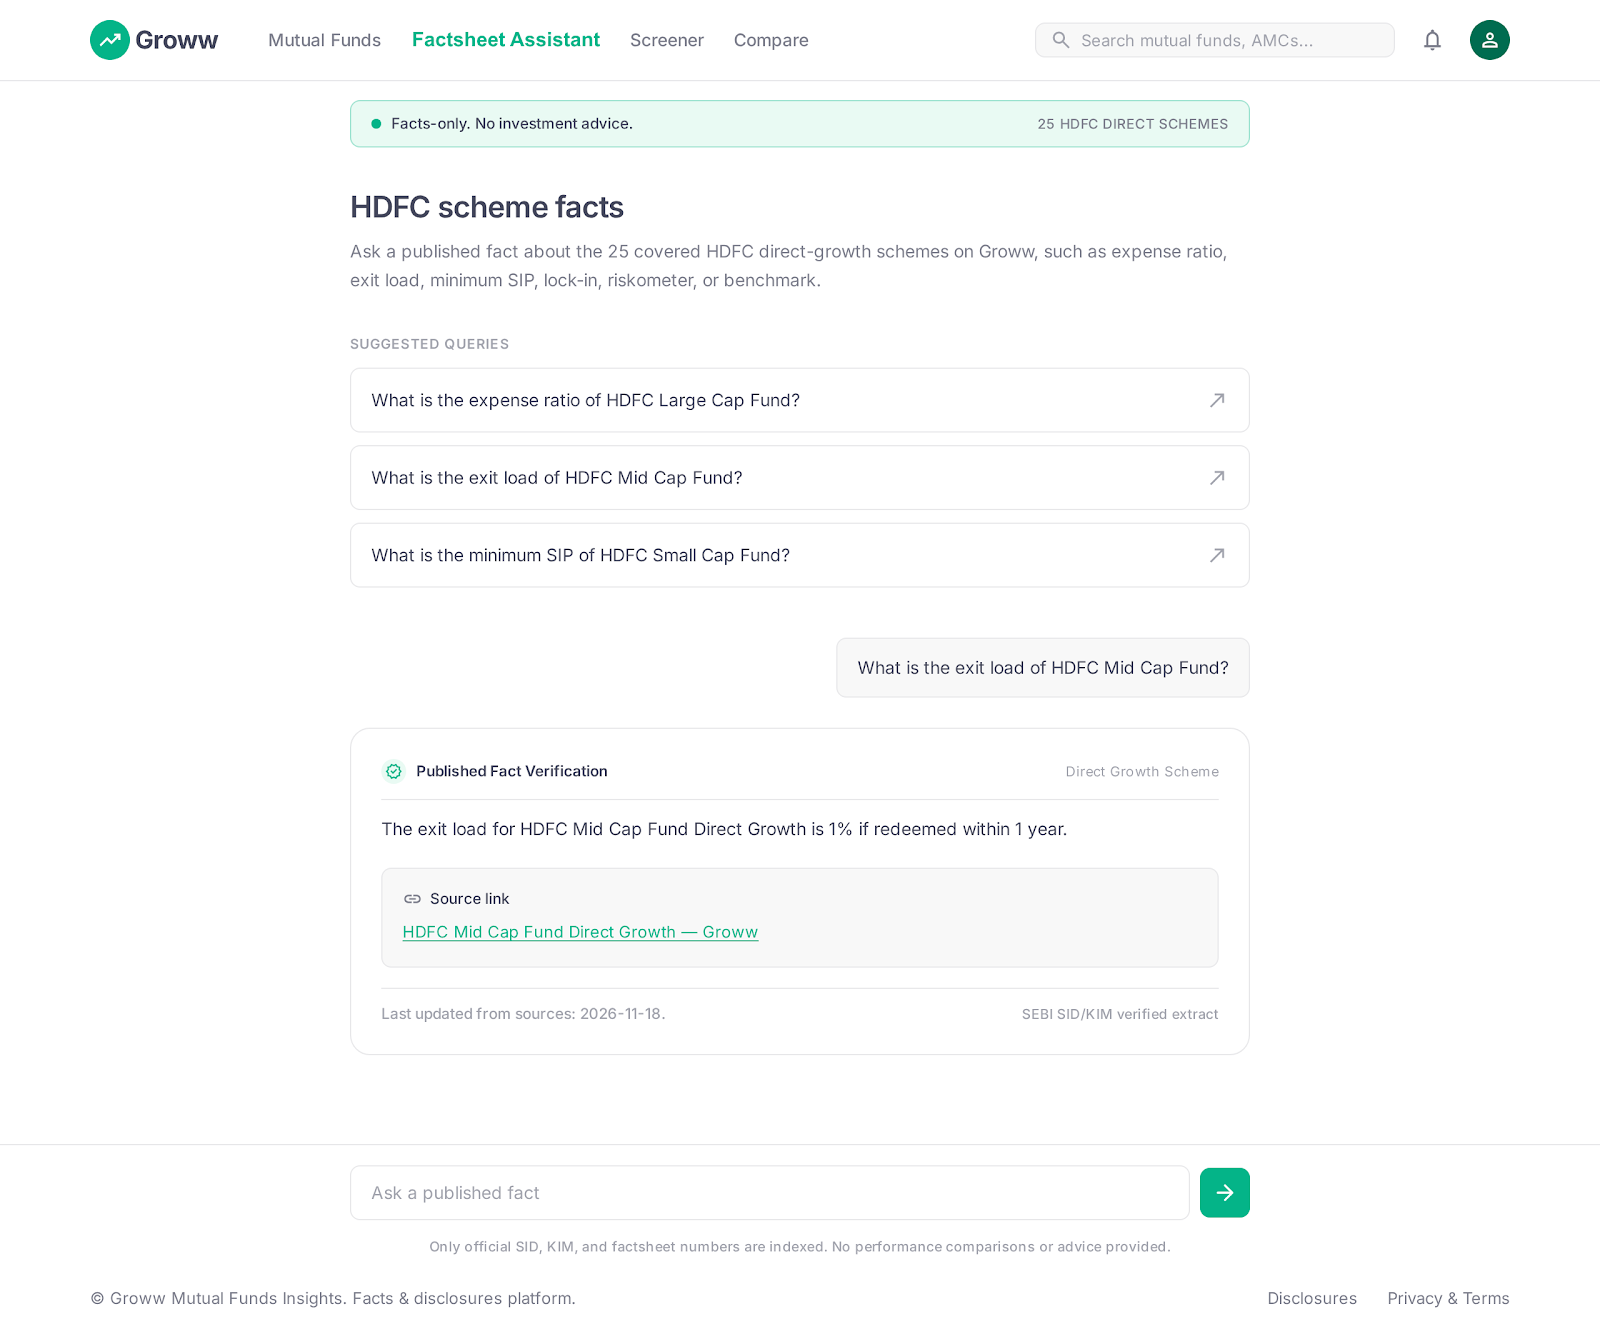 Groww
Mutual Funds
Factsheet Assistant
Screener
Compare
Search mutual funds, AMCs...
Facts-only. No investment advice.
25 HDFC DIRECT SCHEMES
HDFC scheme facts
Ask a published fact about the 25 covered HDFC direct-growth schemes on Groww, such as expense ratio,
exit load, minimum SIP, lock-in, riskometer, or benchmark.
SUGGESTED QUERIES
What is the expense ratio of HDFC Large Cap Fund?
What is the exit load of HDFC Mid Cap Fund?
What is the minimum SIP of HDFC Small Cap Fund?
What is the exit load of HDFC Mid Cap Fund?
Published Fact Verification
Direct Growth Scheme
The exit load for HDFC Mid Cap Fund Direct Growth is 1% if redeemed within 1 year.
Source link
HDFC Mid Cap Fund Direct Growth — Groww
Last updated from sources: 2026-11-18.
SEBI SID/KIM verified extract
Ask a published fact
Only official SID, KIM, and factsheet numbers are indexed. No performance comparisons or advice provided.
© Groww Mutual Funds Insights. Facts & disclosures platform.
Disclosures
Privacy & Terms